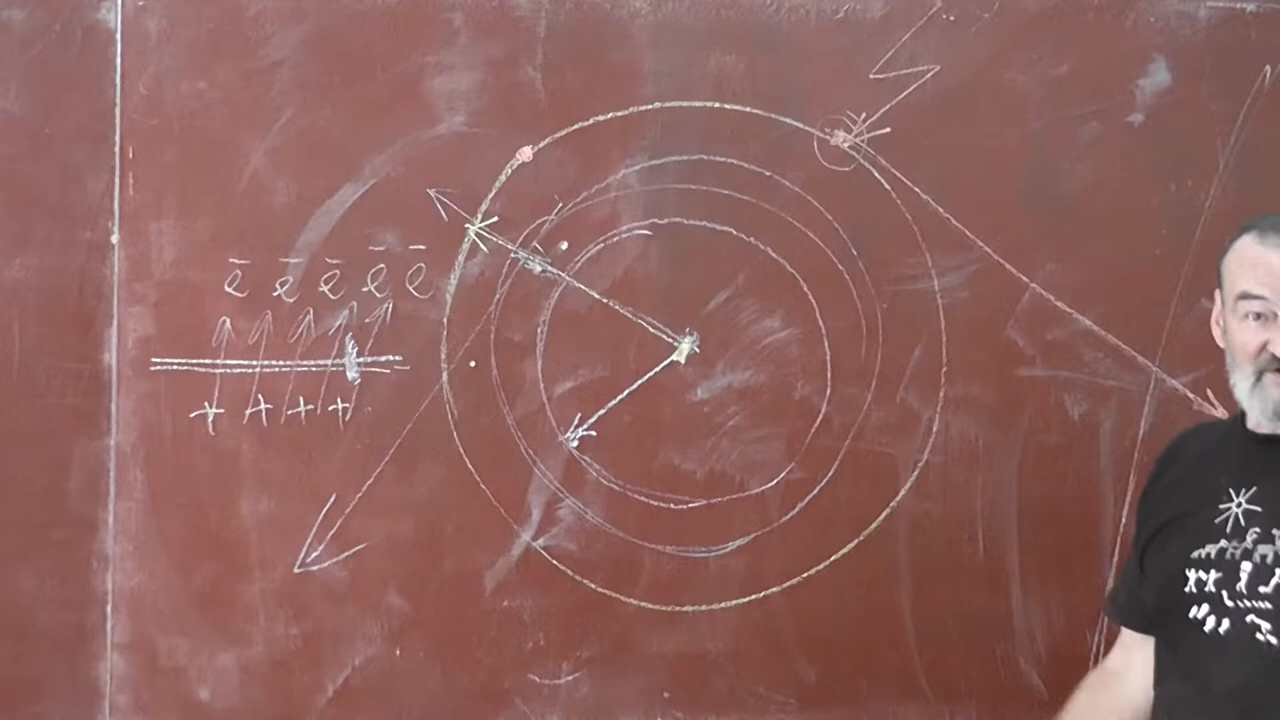 ē ē ē ē ē
+ + + +